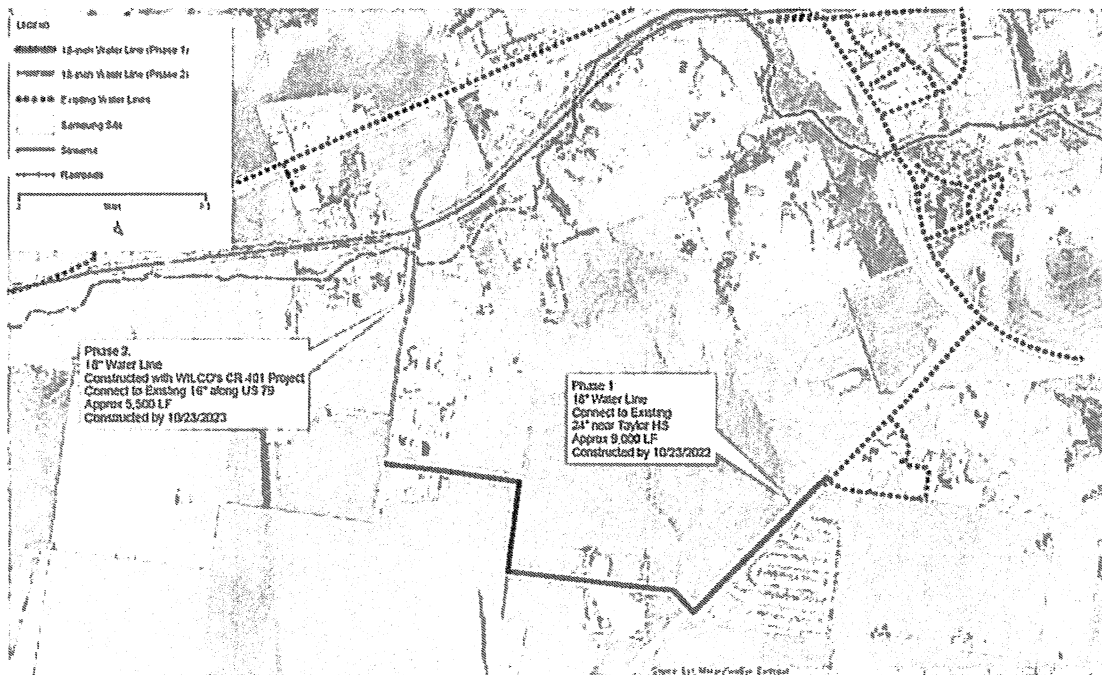 Legend
18-inch Water Line (Phase 1)
18-inch Water Line (Phase 2)
Existing Water Lines
Samsung Site
Streams
Railroads
Phase 2.
18" Water Line
Constructed with WILCO's CR 401 Project
Connect to Existing 16" along US 79
Approx 5,500 LF
Constructed by 10/23/2023
Phase 1
18" Water Line
Connect to Existing
24" near Taylor HS
Approx 9,000 LF
Constructed by 10/23/2022